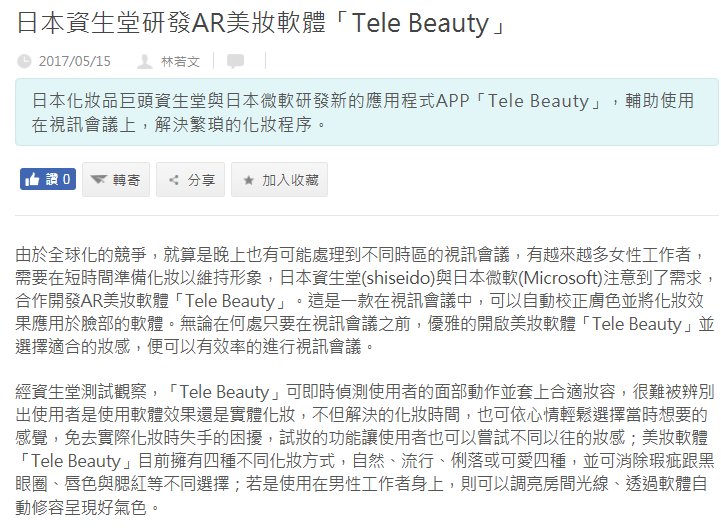 日本資生堂研發AR美妝軟體「Tele Beauty」
2017/05/15 林若文
日本化妝品巨頭資生堂與日本微軟研發新的應用程式APP「Tele Beauty」，輔助使用
在視訊會議上，解決繁瑣的化妝程序。
讚 0 轉寄 分享 加入收藏
由於全球化的競爭，就算是晚上也有可能處理到不同時區的視訊會議，有越來越多女性工作者，
需要在短時間準備化妝以維持形象，日本資生堂(shiseido)與日本微軟(Microsoft)注意到了需求，
合作開發AR美妝軟體「Tele Beauty」。這是一款在視訊會議中，可以自動校正膚色並將化妝效
果應用於臉部的軟體。無論在何處只要在視訊會議之前，優雅的開啟美妝軟體「Tele Beauty」並
選擇適合的妝感，便可以有效率的進行視訊會議。
經資生堂測試觀察，「Tele Beauty」可即時偵測使用者的面部動作並套上合適妝容，很難被辨別
出使用者是使用軟體效果還是實體化妝，不但解決的化妝時間，也可依心情輕鬆選擇當時想要的
感覺，免去實際化妝時失手的困擾，試妝的功能讓使用者也可以嘗試不同以往的妝感；美妝軟體
「Tele Beauty」目前擁有四種不同化妝方式，自然、流行、俐落或可愛四種，並可消除瑕疵跟黑
眼圈、唇色與腮紅等不同選擇；若是使用在男性工作者身上，則可以調亮房間光線、透過軟體自
動修容呈現好氣色。